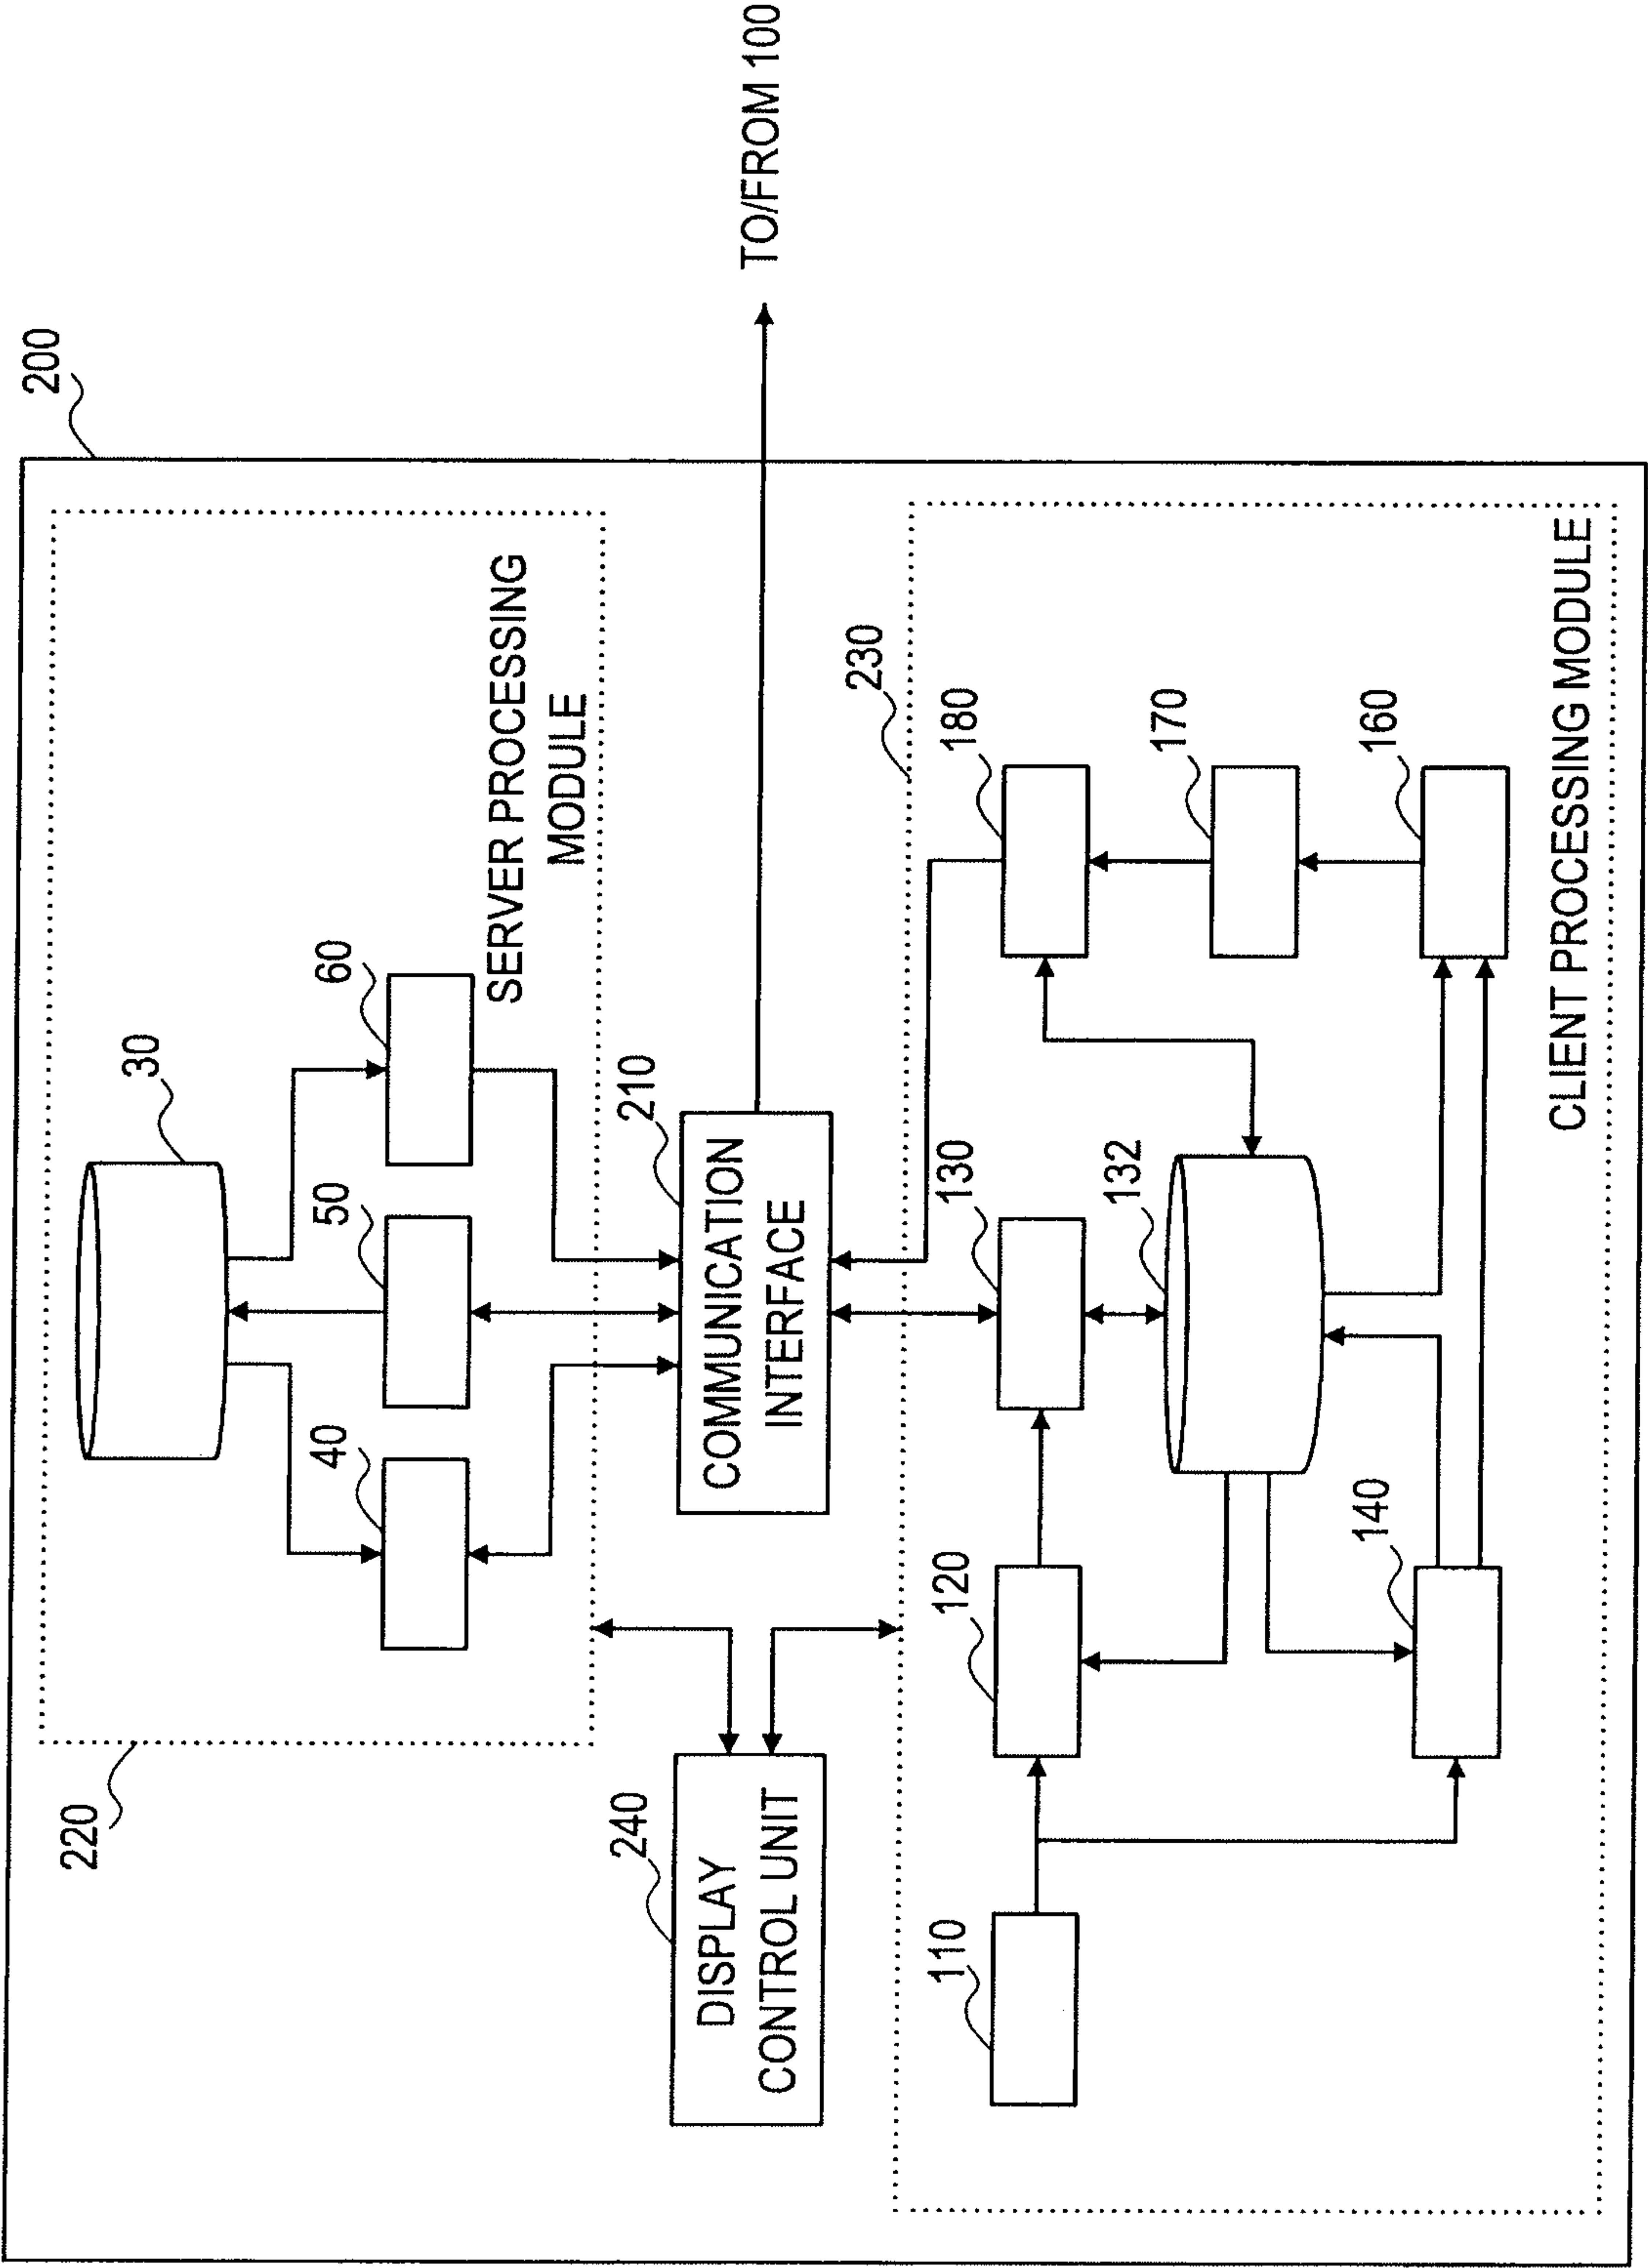 200
220
30
40
50
60
SERVER PROCESSING
MODULE
240
DISPLAY
CONTROL UNIT
210
COMMUNICATION
INTERFACE
TO/FROM 100
230
110
120
130
180
132
170
140
160
CLIENT PROCESSING MODULE